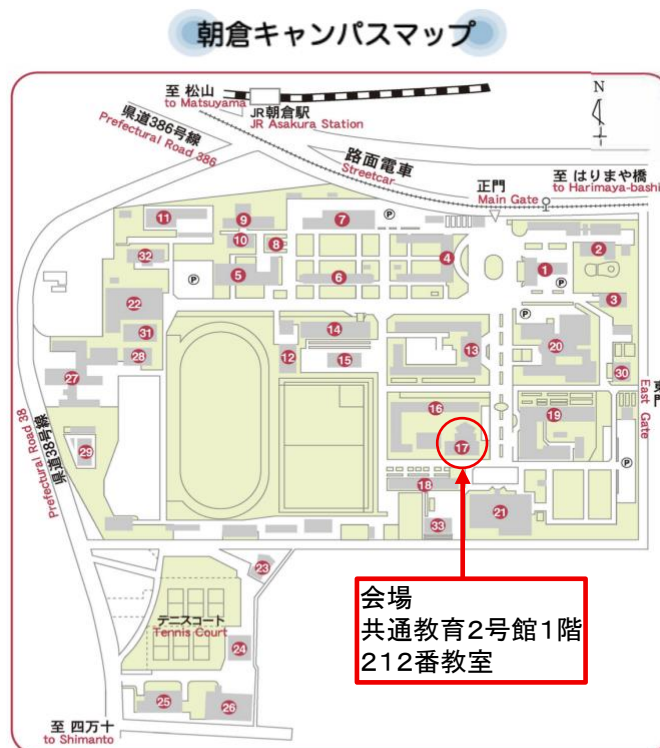 朝倉キャンパスマップ
至 松山
to Matsuyama
JR朝倉駅
JR Asakura Station
N
県道386号線
Prefectural Road 386
路面電車
Streetcar
正門
Main Gate
至 はりまや橋
to Harimaya-bashi
11
9
7
P
10
8
4
2
32
5
6
1
P
P
3
22
31
14
P
20
28
12
15
13
30
27
東門
East Gate
16
19
17
29
県道38号線
Prefectural Road 38
18
P
33
21
23
会場
共通教育2号館1階
212番教室
テニスコート
Tennis Court
24
25
26
至 四万十
to Shimanto